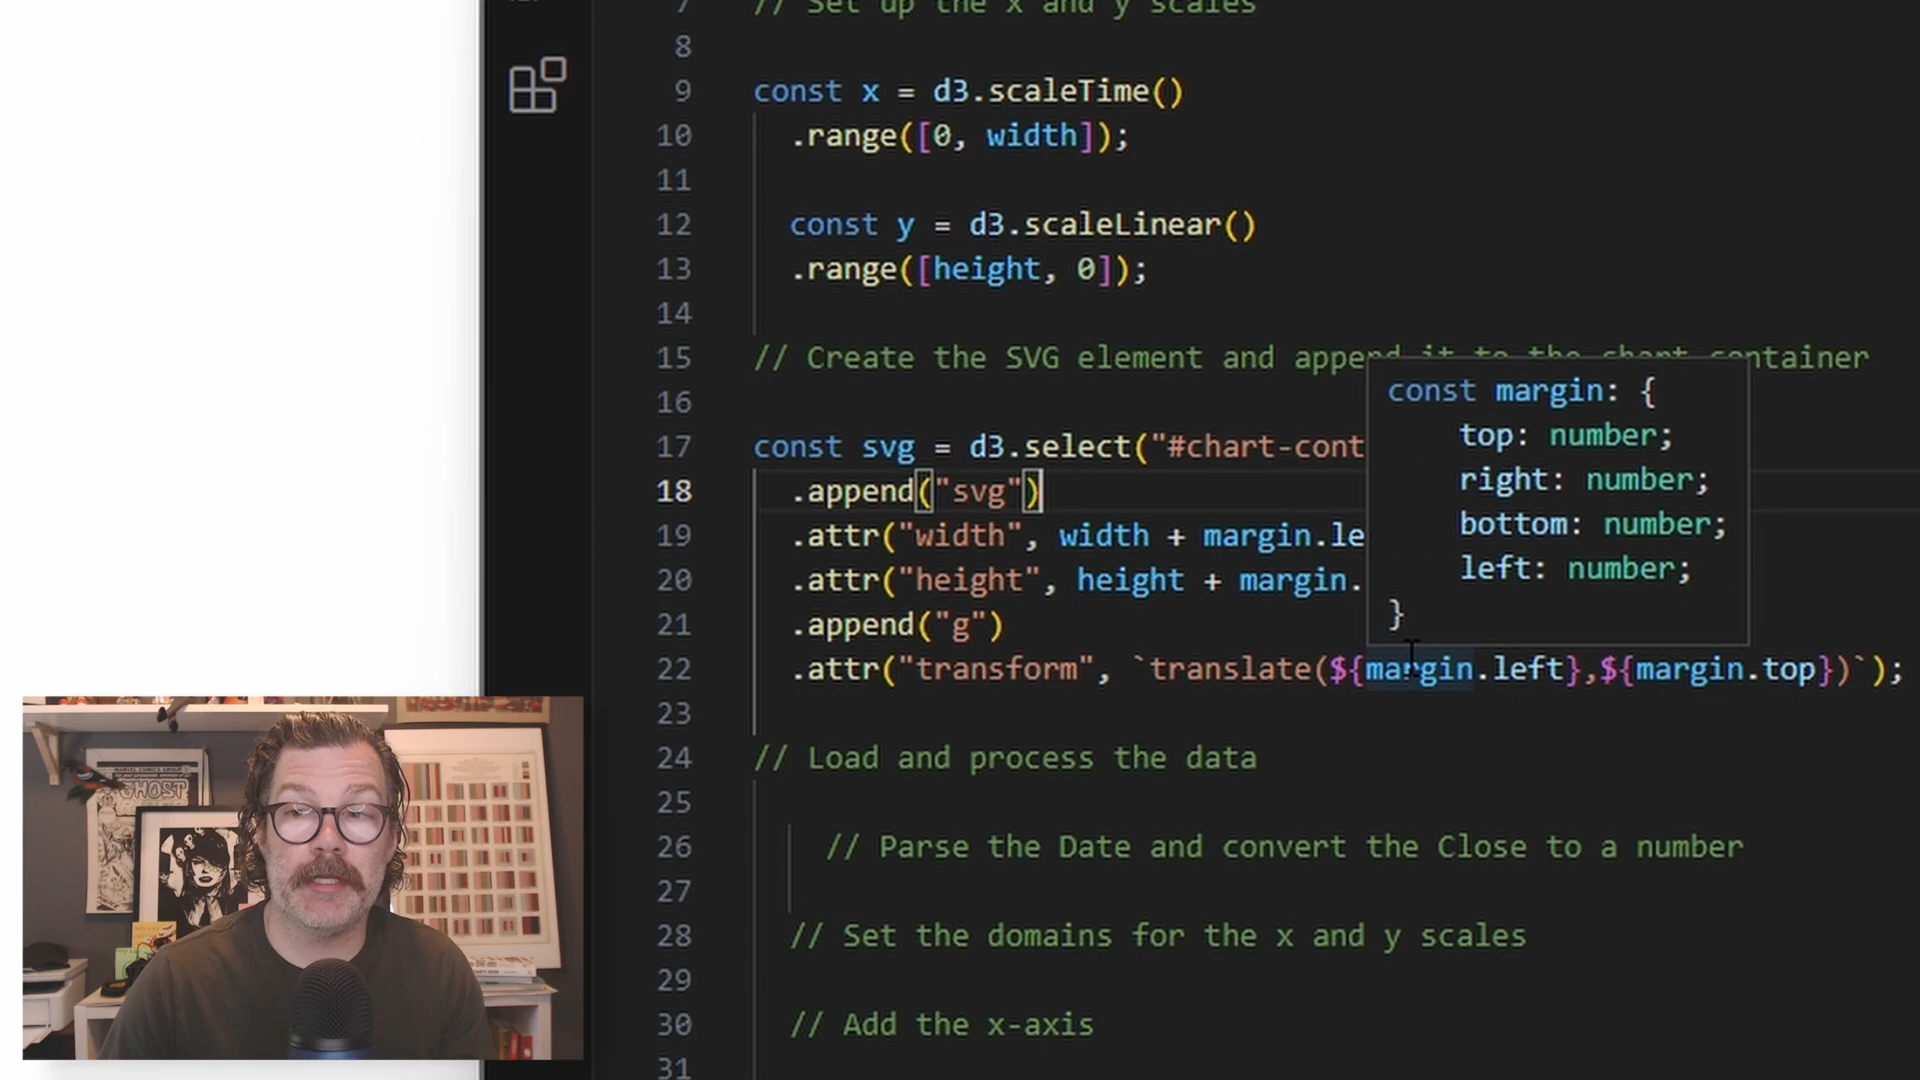 7 // Set up the x and y scales
8
9 const x = d3.scaleTime()
10 .range([0, width]);
11
12 const y = d3.scaleLinear()
13 .range([height, 0]);
14
15 // Create the SVG element and append it to the chart container
16
17 const svg = d3.select("#chart-cont
18 .append("svg")
19 .attr("width", width + margin.le
20 .attr("height", height + margin.
21 .append("g")
22 .attr("transform", `translate(${margin.left},${margin.top})`);
23
24 // Load and process the data
25
26 // Parse the Date and convert the Close to a number
27
28 // Set the domains for the x and y scales
29
30 // Add the x-axis
31
const margin: {
top: number;
right: number;
bottom: number;
left: number;
}
GHOST